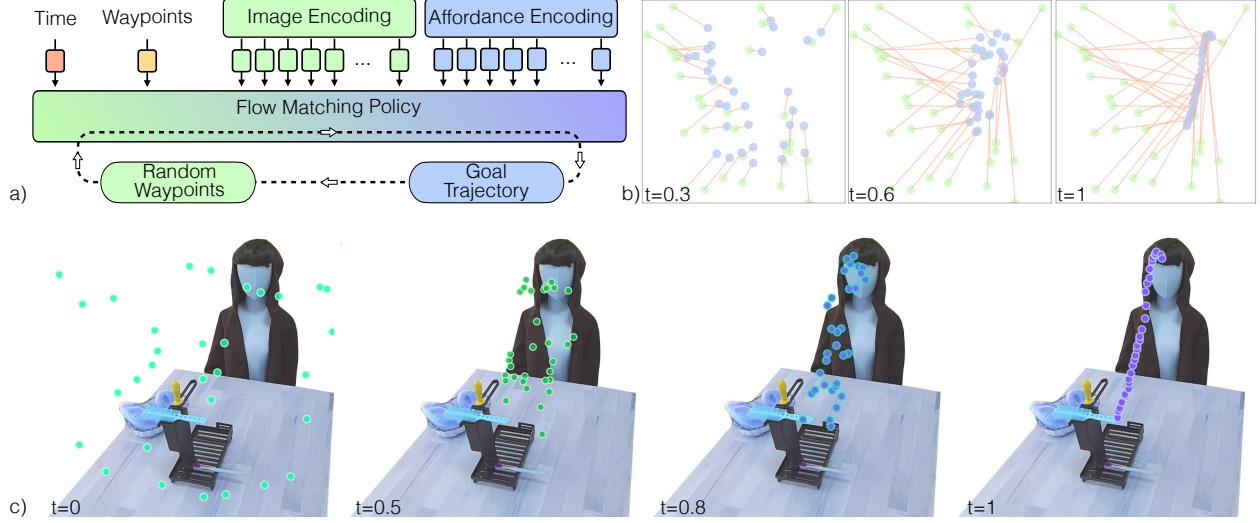 Time
Waypoints
Image Encoding
Affordance Encoding
...
...
Flow Matching Policy
Random
Waypoints
Goal
Trajectory
a)
b)
t=0.3
t=0.6
t=1
c)
t=0
t=0.5
t=0.8
t=1